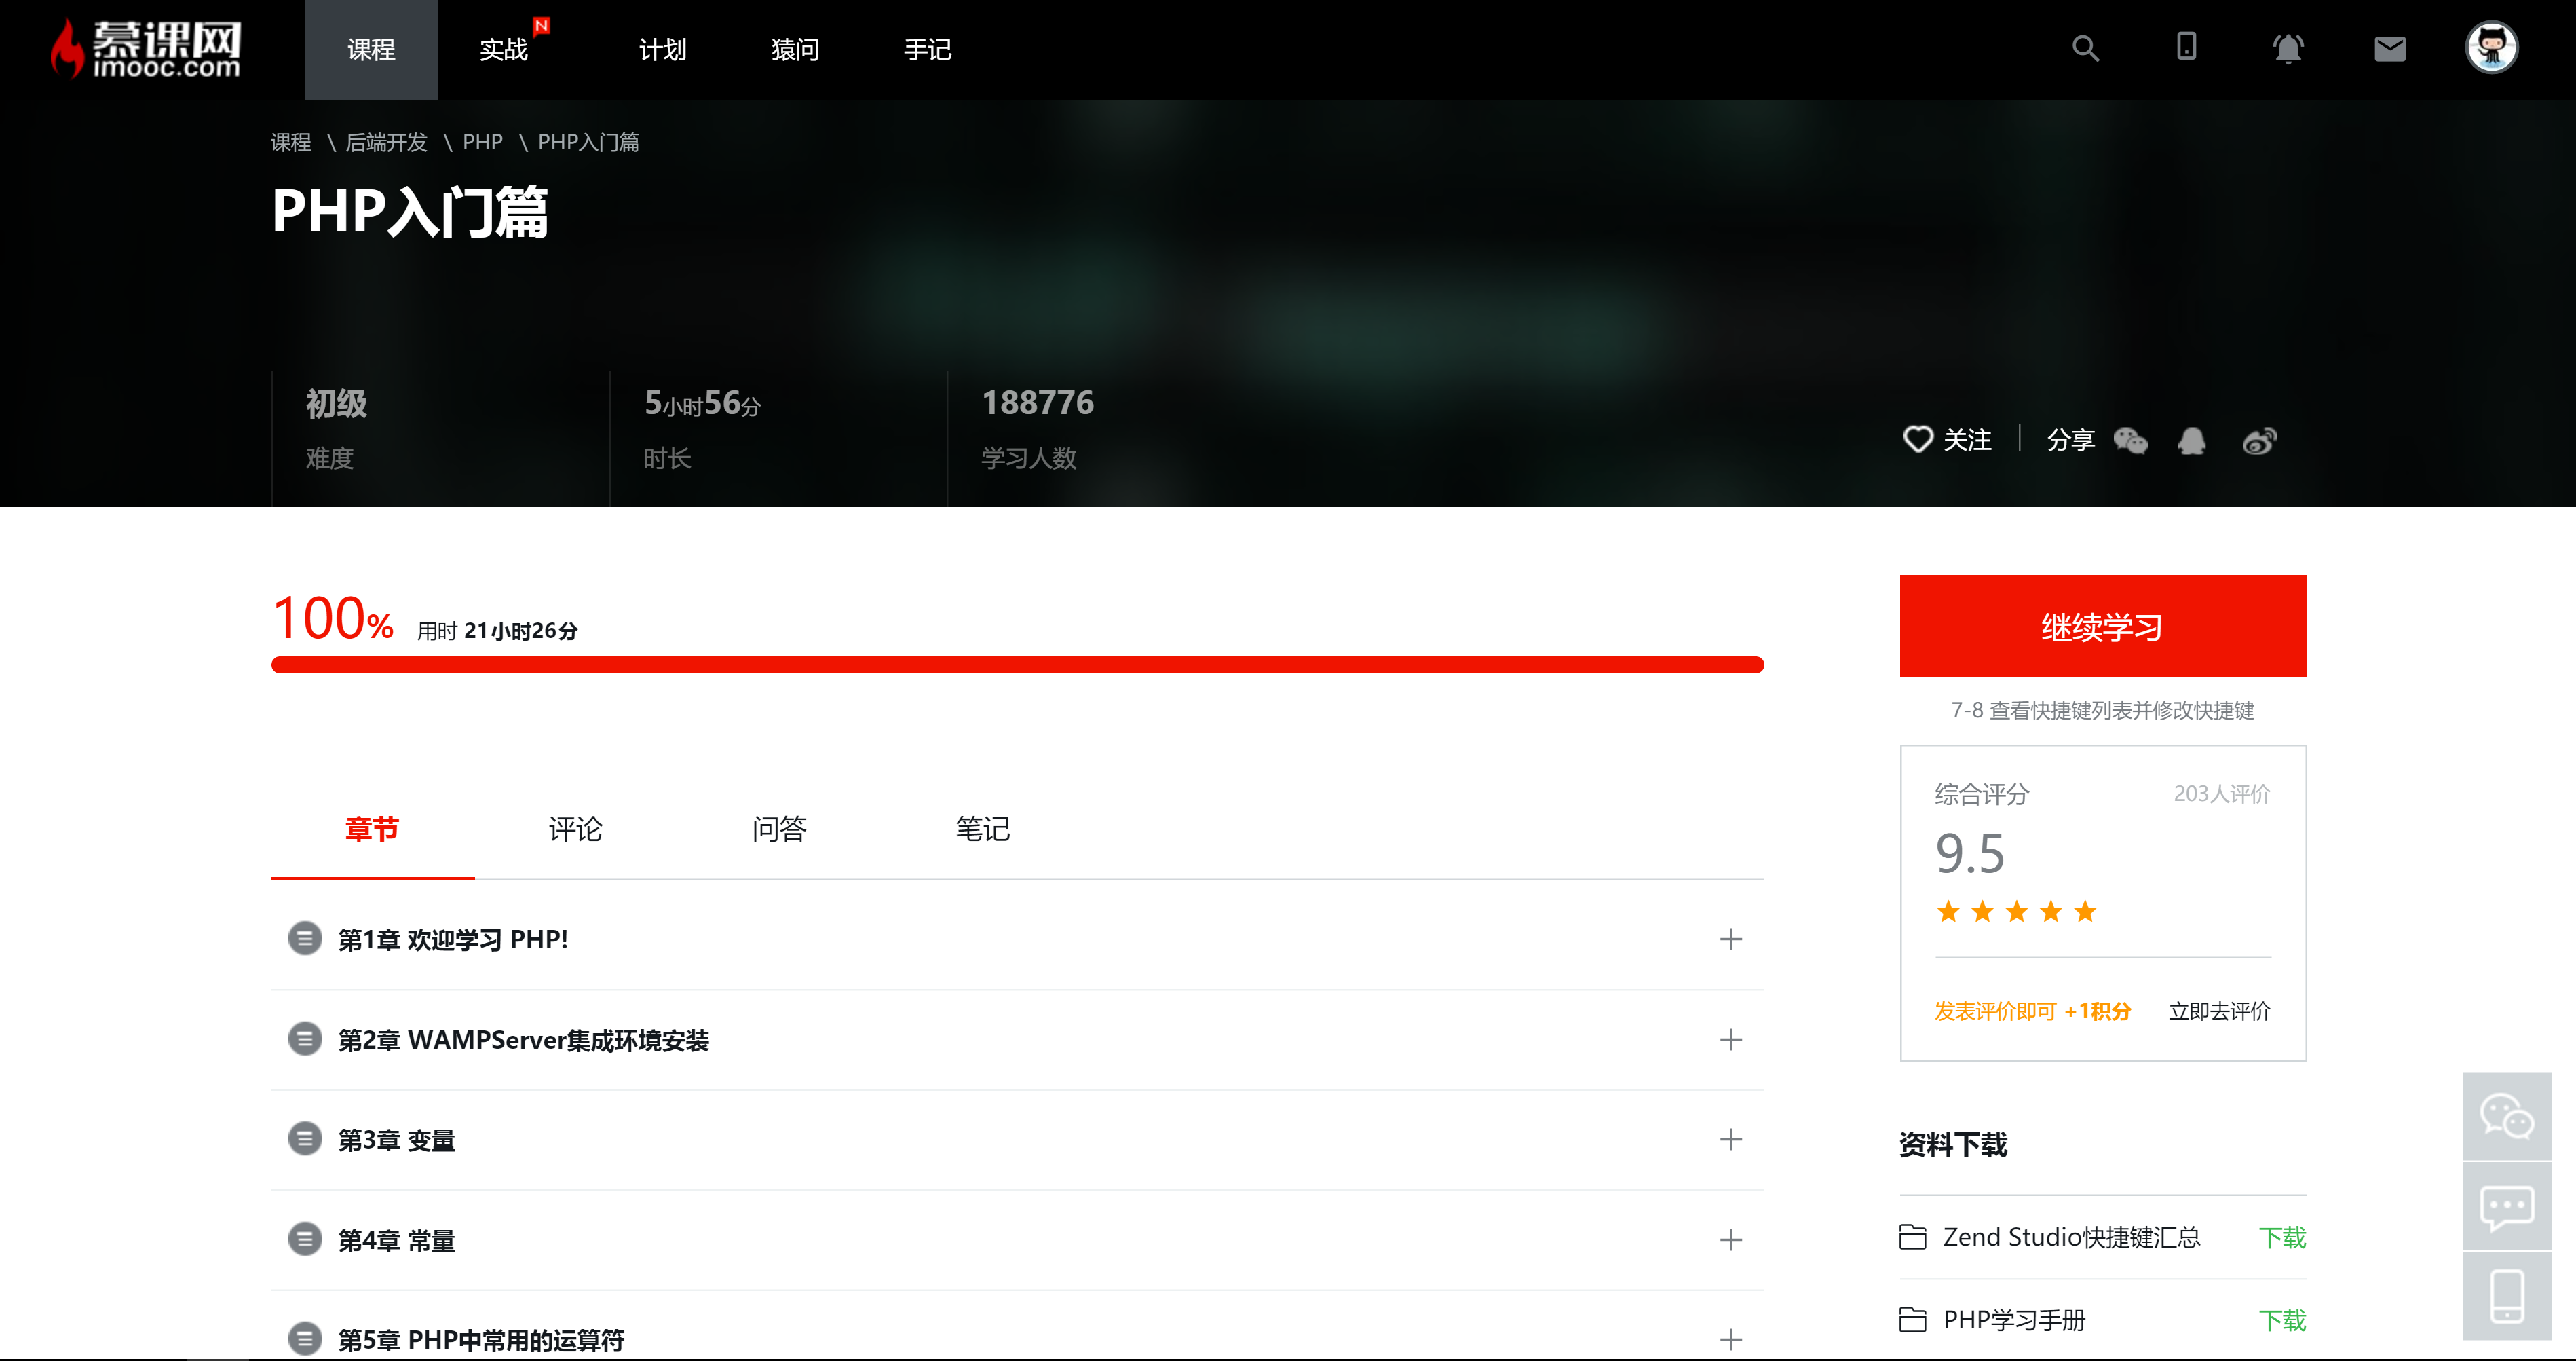 慕课网
imooc.com
课程 实战 N 计划 猿问 手记
课程 \ 后端开发 \ PHP \ PHP入门篇
PHP入门篇
初级 5小时56分 188776
难度 时长 学习人数
关注 分享
100% 用时 21小时26分
继续学习
7-8 查看快捷键列表并修改快捷键
综合评分 203人评价
9.5
发表评价即可 +1积分 立即去评价
章节 评论 问答 笔记
第1章 欢迎学习 PHP!
第2章 WAMPServer集成环境安装
第3章 变量
第4章 常量
第5章 PHP中常用的运算符
资料下载
Zend Studio快捷键汇总 下载
PHP学习手册 下载